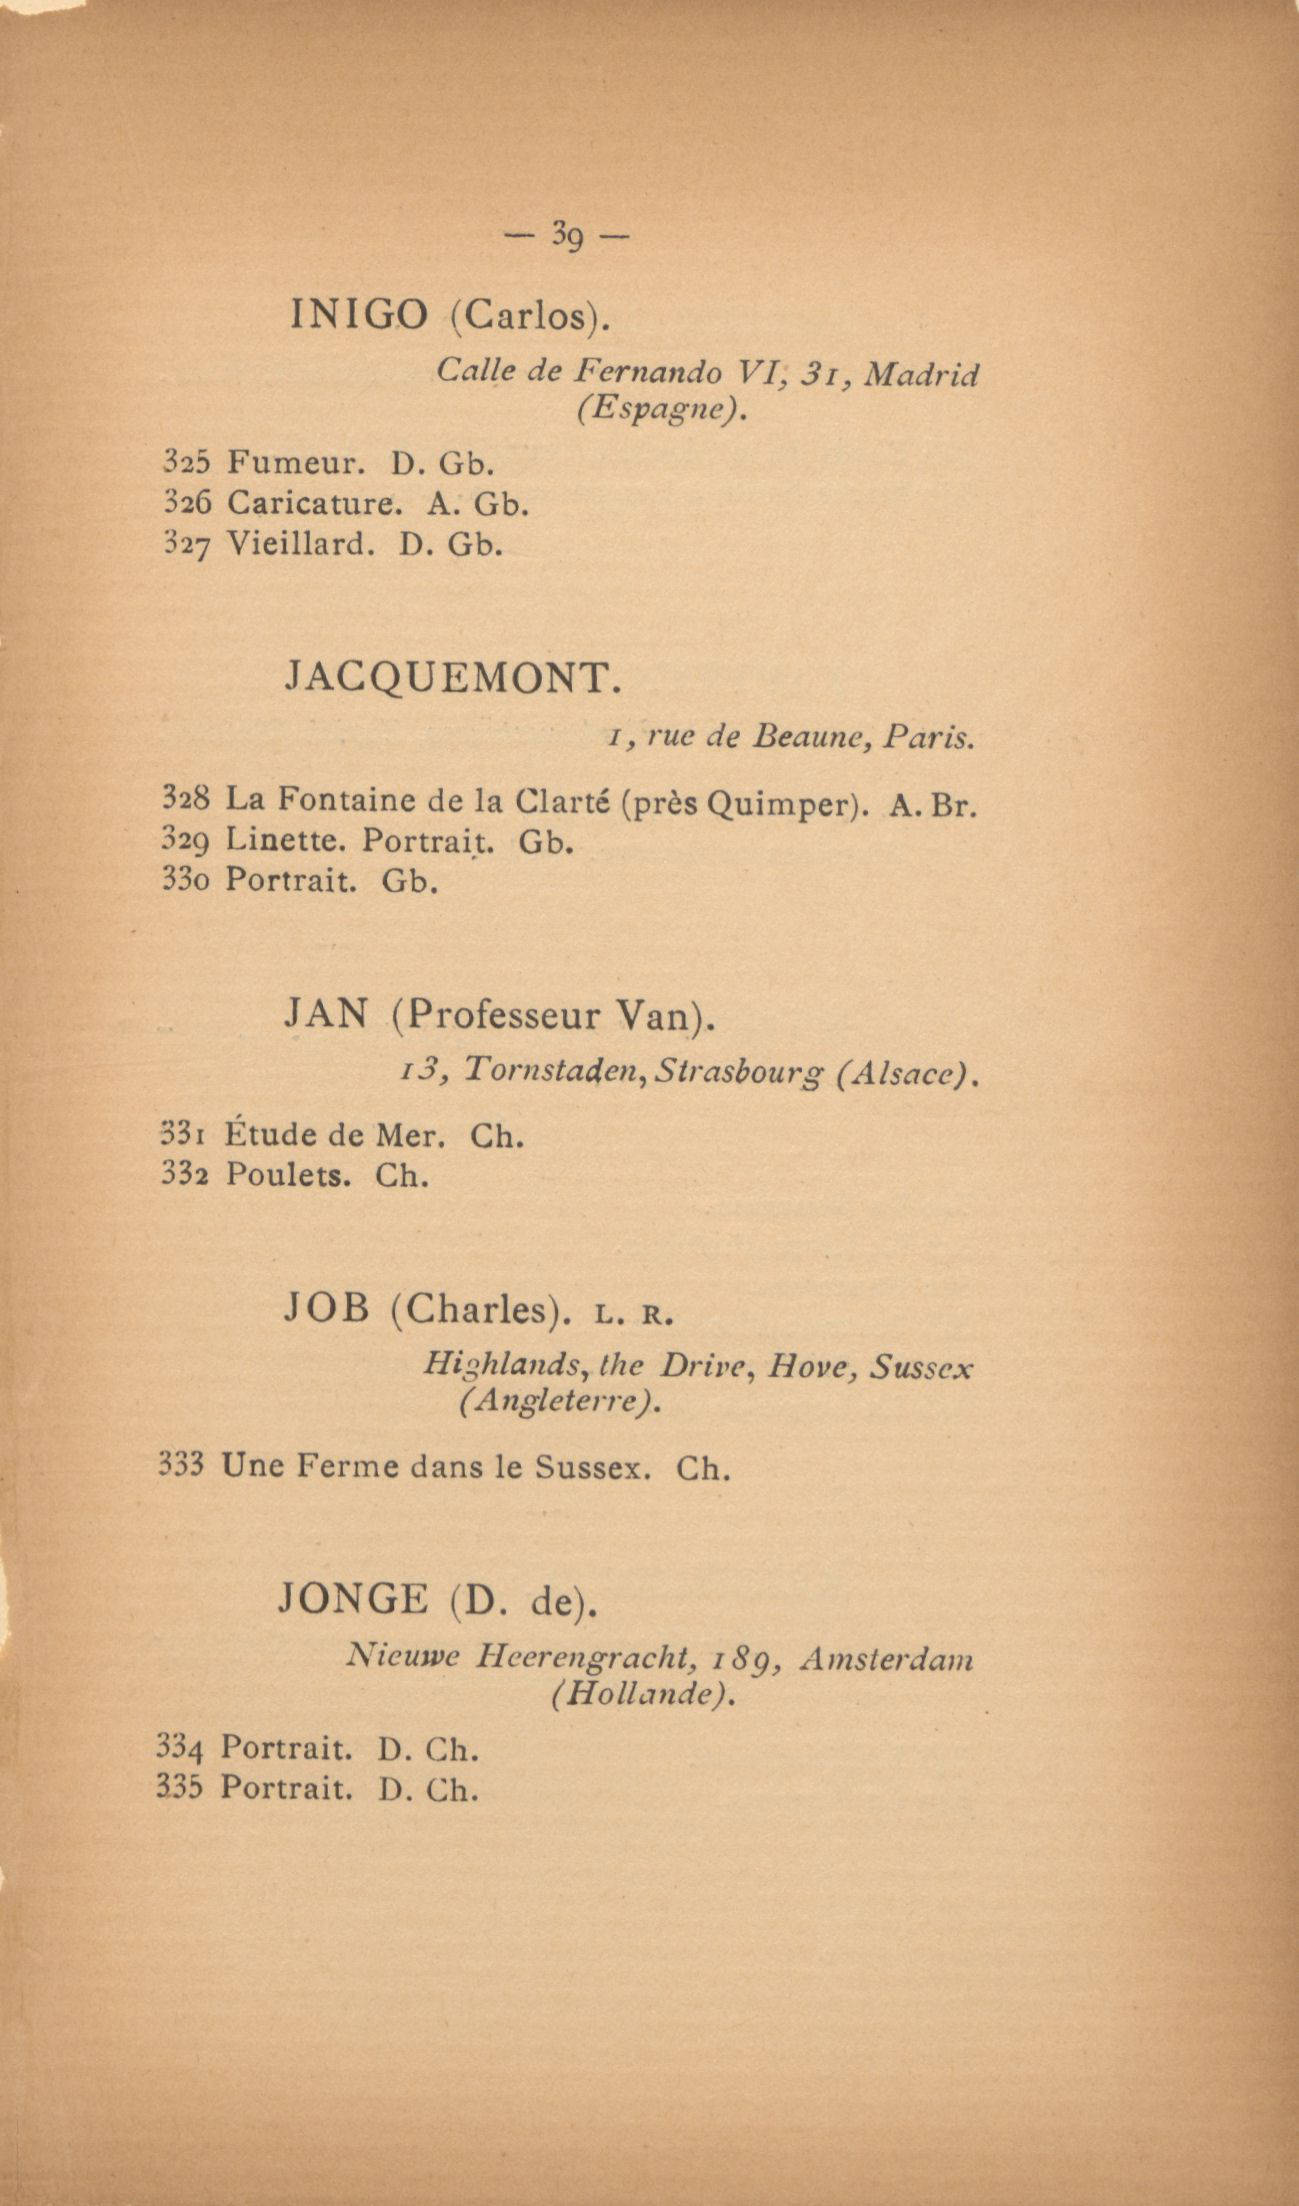 — 39 —
INIGO (Carlos).
Calle de Fernando VI, 31, Madrid
(Espagne).
325 Fumeur. D. Gb.
326 Caricature. A. Gb.
327 Vieillard. D. Gb.
JACQUEMONT.
1, rue de Beaune, Paris.
328 La Fontaine de la Clarté (près Quimper). A. Br.
329 Linette. Portrait. Gb.
330 Portrait. Gb.
JAN (Professeur Van).
13, Tornstaden, Strasbourg (Alsace).
331 Étude de Mer. Ch.
332 Poulets. Ch.
JOB (Charles). L. R.
Highlands, the Drive, Hove, Sussex
(Angleterre).
333 Une Ferme dans le Sussex. Ch.
JONGE (D. de).
Nieuwe Heerengracht, 189, Amsterdam
(Hollande).
334 Portrait. D. Ch.
335 Portrait. D. Ch.